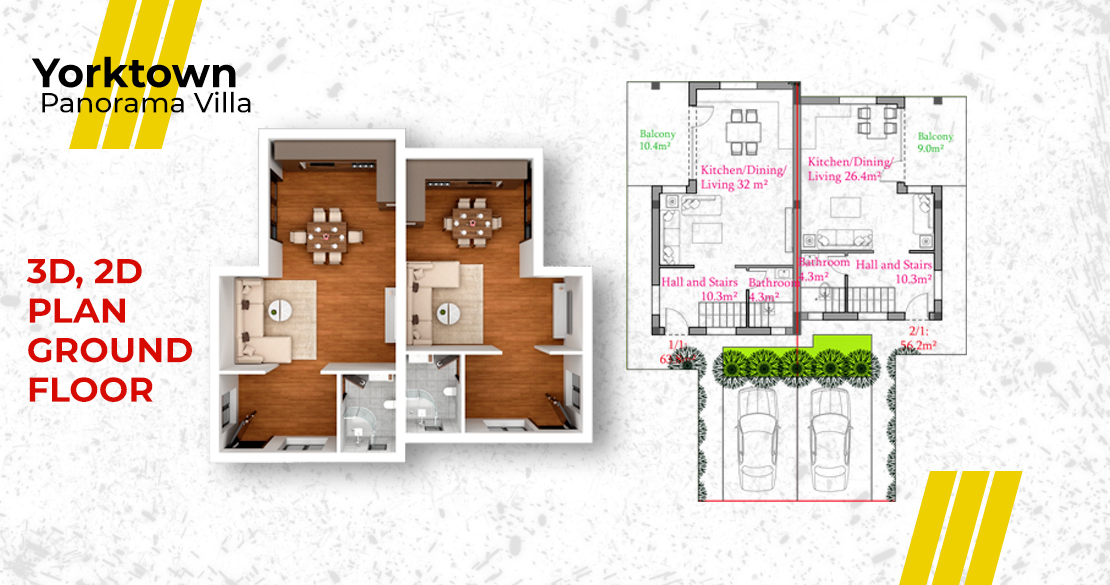 Yorktown
Panorama Villa
3D, 2D
PLAN
GROUND
FLOOR
Balcony
10.4m²
Kitchen/Dining/
Living 32 m²
Kitchen/Dining/
Living 26.4m²
Balcony
9.0m²
Hall and Stairs
10.3m²
Bathroom
4.3m²
Bathroom
4.3m²
Hall and Stairs
10.3m²
1/1:
2/1:
56.2m²